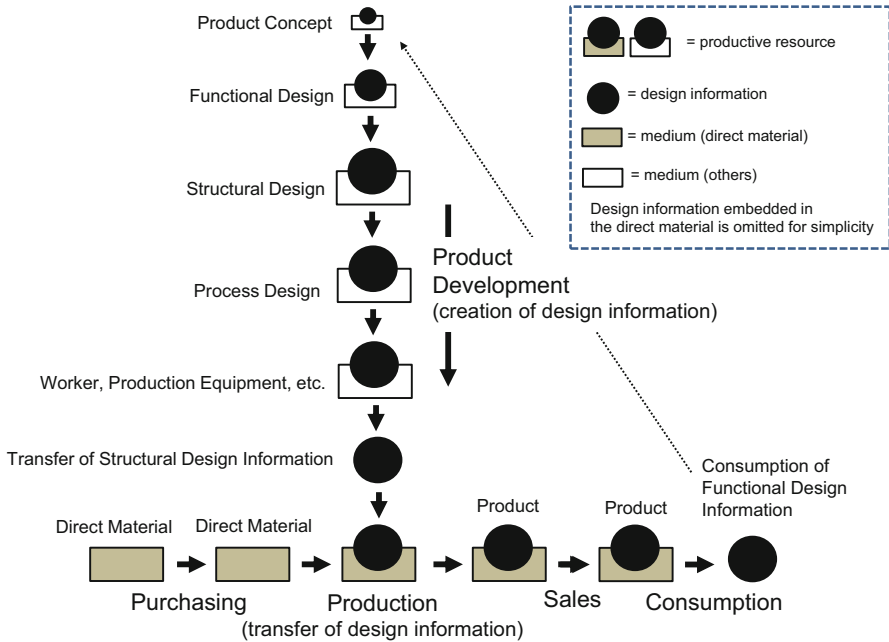 Product Concept
Functional Design
Structural Design
Process Design
Worker, Production Equipment, etc.
Transfer of Structural Design Information
Product
Development
(creation of design information)
= productive resource
= design information
= medium (direct material)
= medium (others)
Design information embedded in
the direct material is omitted for simplicity
Consumption of
Functional Design
Information
Direct Material
Direct Material
Product
Product
Purchasing
Production
(transfer of design information)
Sales
Consumption